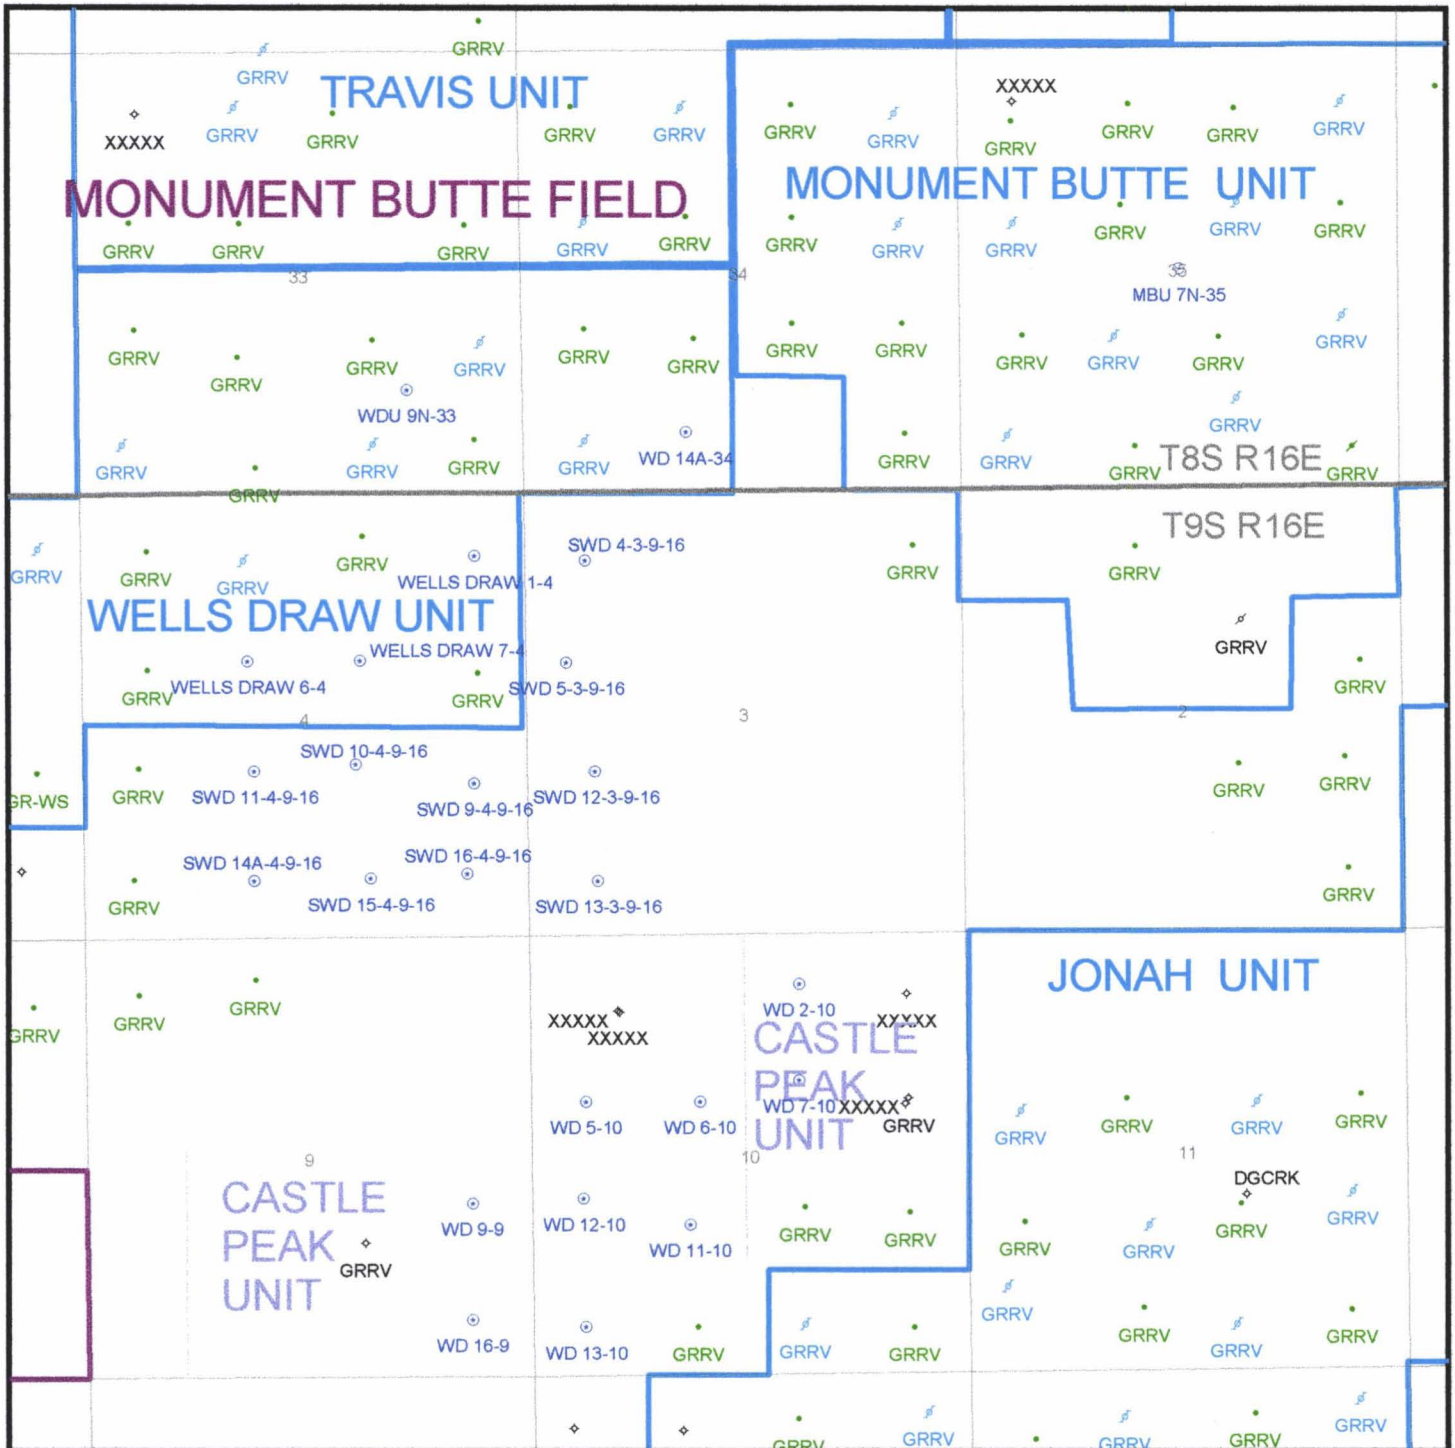 GRRV
GRRV
TRAVIS UNIT
XXXXX
XXXXX
GRRV
GRRV
GRRV
GRRV
GRRV
GRRV
GRRV
GRRV
GRRV
GRRV
MONUMENT BUTTE FIELD
MONUMENT BUTTE UNIT
GRRV
GRRV
GRRV
GRRV
GRRV
GRRV
GRRV
GRRV
GRRV
GRRV
GRRV
33
34
35
MBU 7N-35
GRRV
GRRV
GRRV
GRRV
GRRV
GRRV
GRRV
GRRV
GRRV
GRRV
GRRV
GRRV
WDU 9N-33
GRRV
WD 14A-34
GRRV
GRRV
GRRV
GRRV
GRRV
GRRV
GRRV
T8S R16E
GRRV
GRRV
T9S R16E
SWD 4-3-9-16
GRRV
GRRV
GRRV
GRRV
WELLS DRAW 1-4
GRRV
GRRV
WELLS DRAW UNIT
WELLS DRAW 7-4
GRRV
GRRV
WELLS DRAW 6-4
GRRV
SWD 5-3-9-16
GRRV
4
3
2
SWD 10-4-9-16
GR-WS
GRRV
SWD 11-4-9-16
SWD 9-4-9-16
SWD 12-3-9-16
GRRV
GRRV
SWD 14A-4-9-16
SWD 16-4-9-16
GRRV
SWD 15-4-9-16
SWD 13-3-9-16
GRRV
JONAH UNIT
GRRV
GRRV
GRRV
XXXXX
XXXXX
WD 2-10
XXXXX
CASTLE
PEAK
UNIT
WD 5-10
WD 6-10
WD 7-10
XXXXX
GRRV
GRRV
GRRV
GRRV
GRRV
9
10
11
DGCRK
CASTLE
PEAK
UNIT
WD 9-9
WD 12-10
WD 11-10
GRRV
GRRV
GRRV
GRRV
GRRV
GRRV
GRRV
GRRV
WD 16-9
WD 13-10
GRRV
GRRV
GRRV
GRRV
GRRV
GRRV
GRRV
GRRV
GRRV
GRRV
GRRV
GRRV